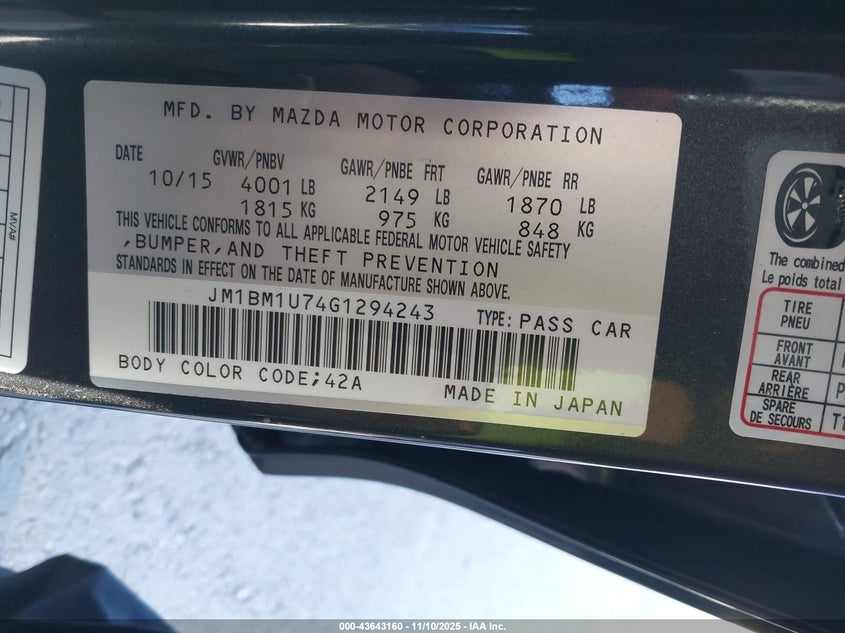 MFD. BY MAZDA MOTOR CORPORATION
DATE GVWR/PNBV GAWR/PNBE FRT GAWR/PNBE RR
10/15 4001 LB 2149 LB 1870 LB
1815 KG 975 KG 848 KG
THIS VEHICLE CONFORMS TO ALL APPLICABLE FEDERAL MOTOR VEHICLE SAFETY
,BUMPER,AND THEFT PREVENTION
STANDARDS IN EFFECT ON THE DATE OF MANUFACTURE SHOWN ABOVE.
JM1BM1U74G1294243 TYPE: PASS CAR
BODY COLOR CODE;42A
MADE IN JAPAN
MVA#
The combined
Le poids total
TIRE
PNEU
FRONT
AVANT
REAR
ARRIÈRE
SPARE
DE SECOURS
T1
000-43643160 - 11/10/2025 - IAA Inc.